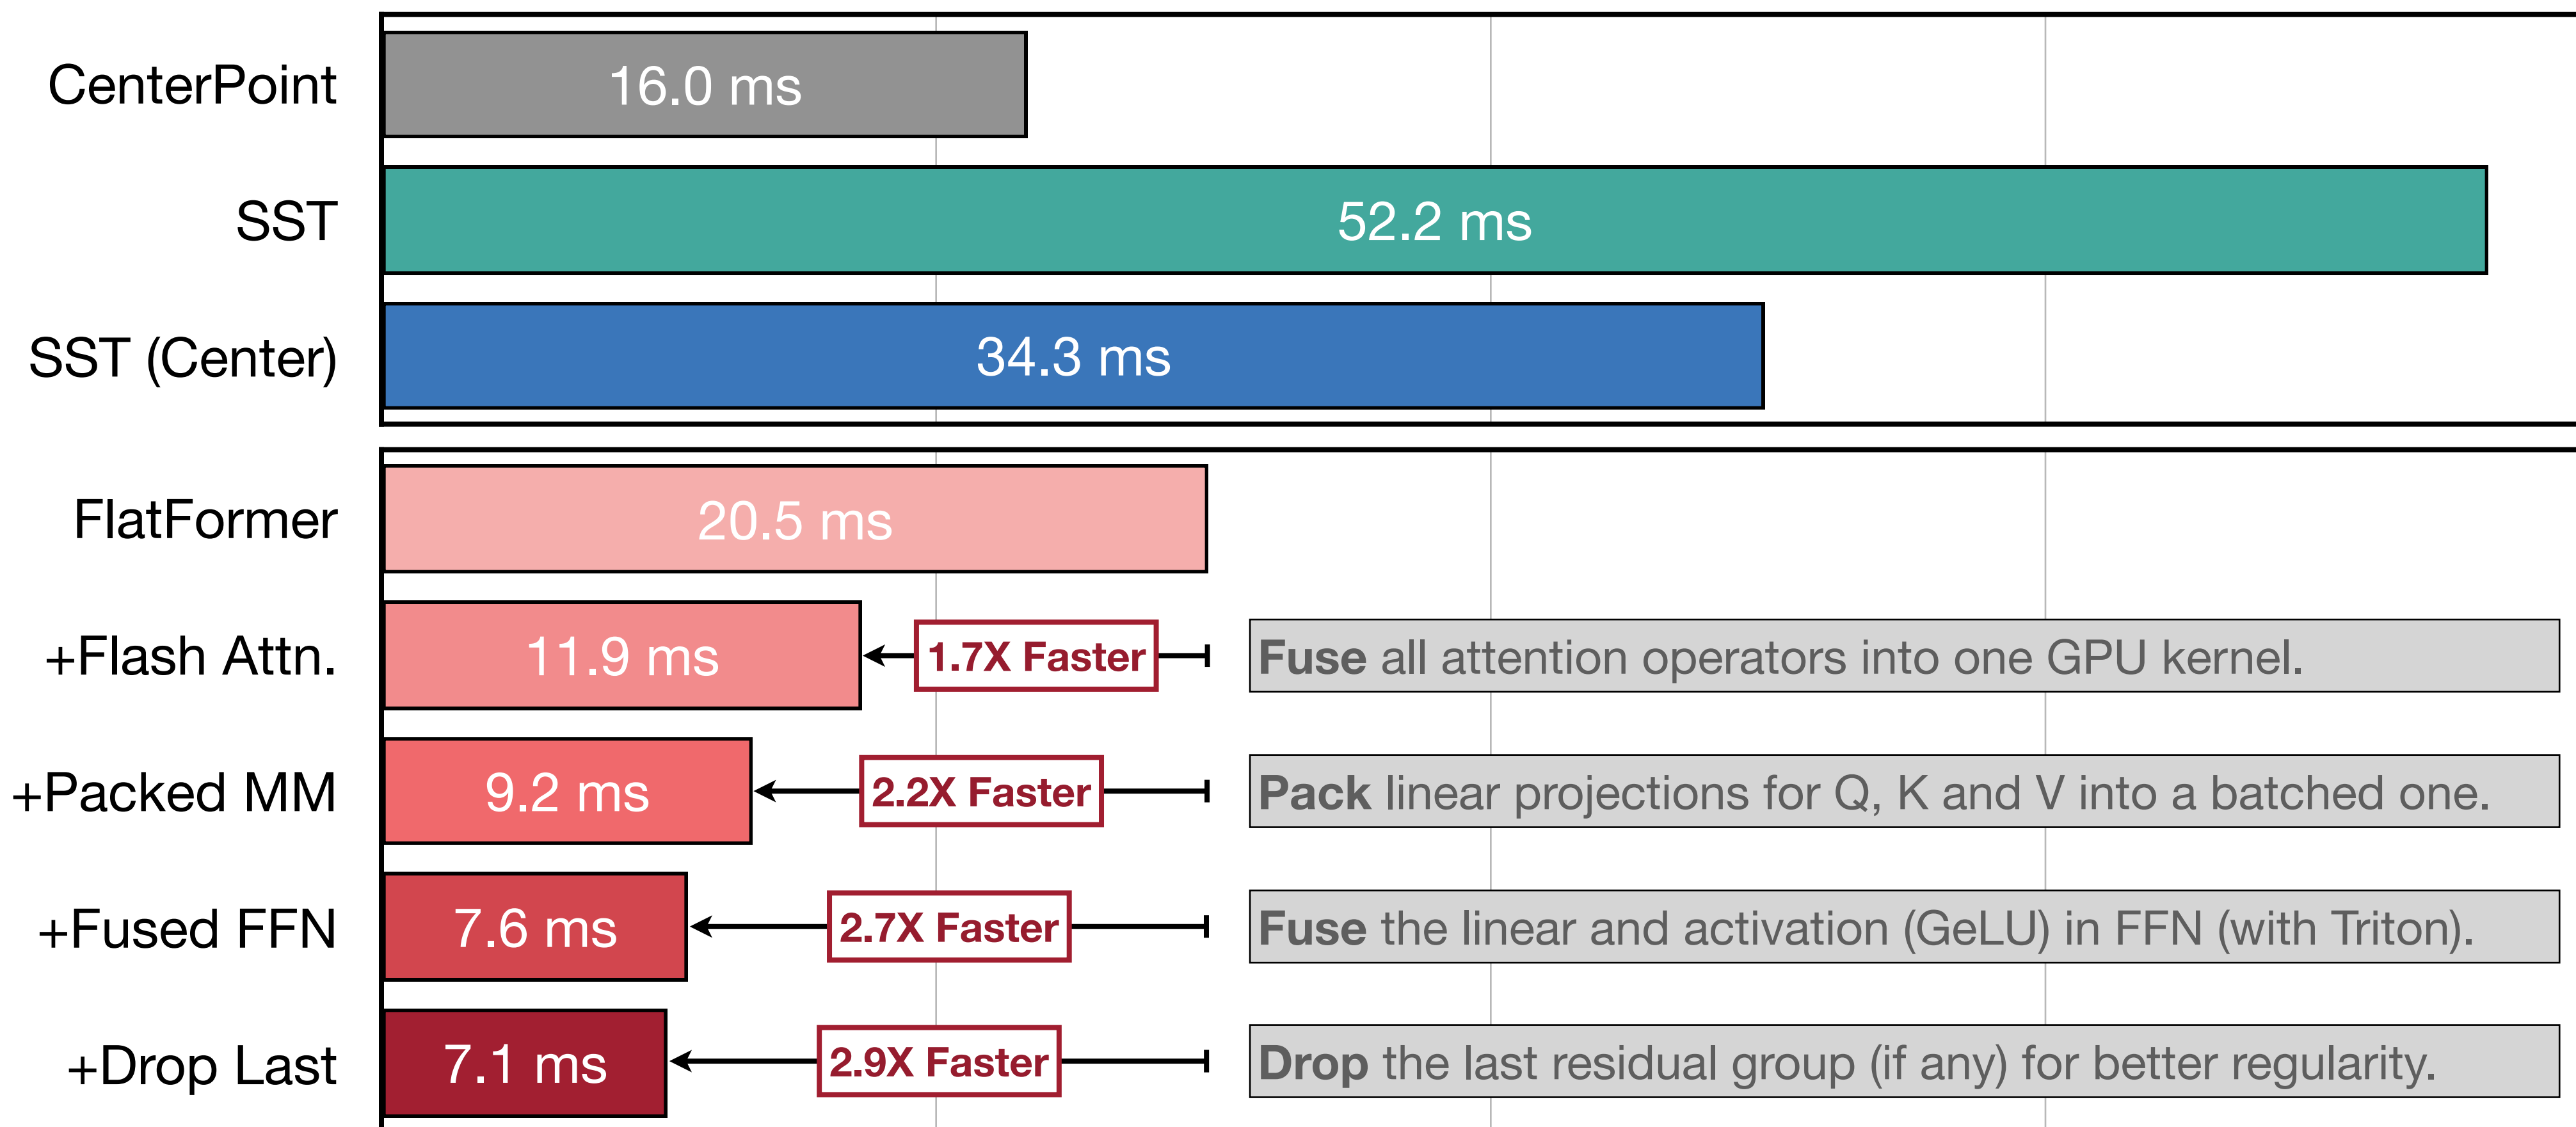 CenterPoint
16.0 ms
SST
52.2 ms
SST (Center)
34.3 ms
FlatFormer
20.5 ms
+Flash Attn.
11.9 ms
1.7X Faster
Fuse all attention operators into one GPU kernel.
+Packed MM
9.2 ms
2.2X Faster
Pack linear projections for Q, K and V into a batched one.
+Fused FFN
7.6 ms
2.7X Faster
Fuse the linear and activation (GeLU) in FFN (with Triton).
+Drop Last
7.1 ms
2.9X Faster
Drop the last residual group (if any) for better regularity.